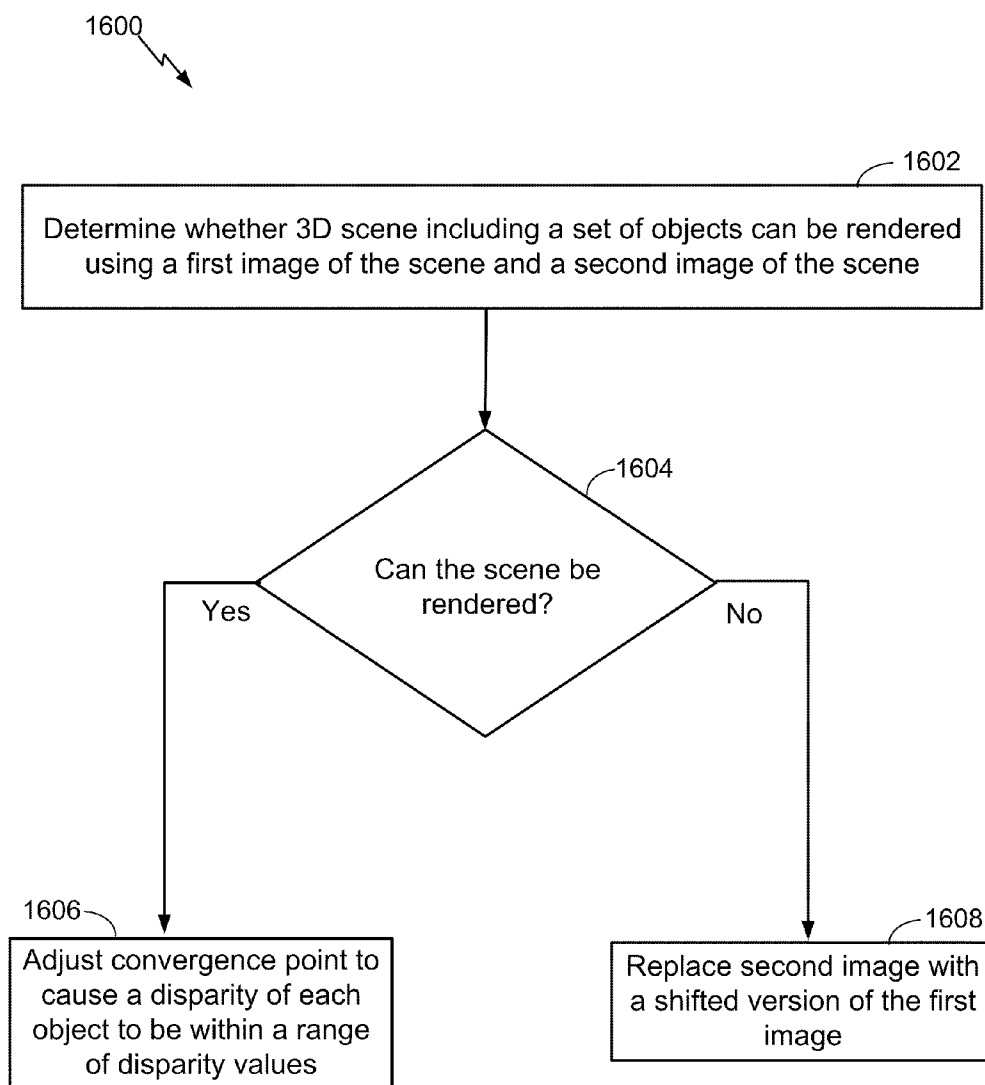 1600
1602
Determine whether 3D scene including a set of objects can be rendered
using a first image of the scene and a second image of the scene
1604
Can the scene be
rendered?
Yes
No
1606
Adjust convergence point to
cause a disparity of each
object to be within a range
of disparity values
1608
Replace second image with
a shifted version of the first
image